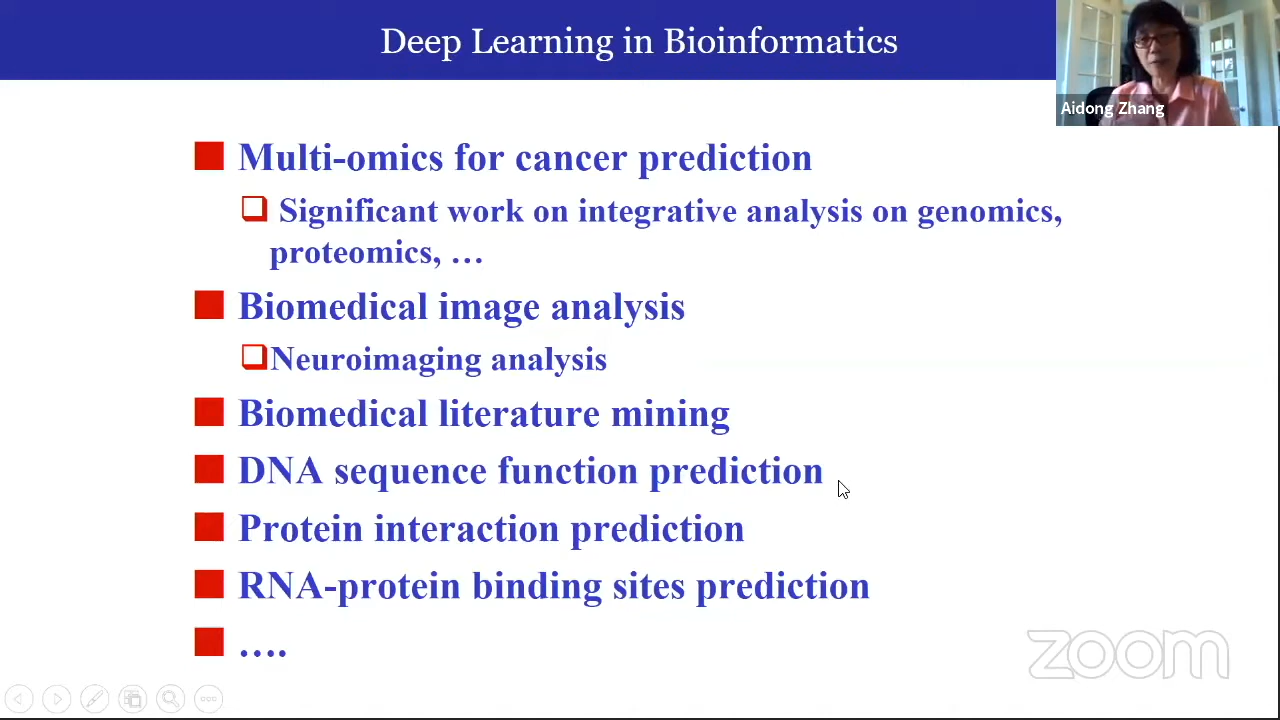 Deep Learning in Bioinformatics
Aidong Zhang
Multi-omics for cancer prediction
Significant work on integrative analysis on genomics,
proteomics, …
Biomedical image analysis
Neuroimaging analysis
Biomedical literature mining
DNA sequence function prediction
Protein interaction prediction
RNA-protein binding sites prediction
….
zoom